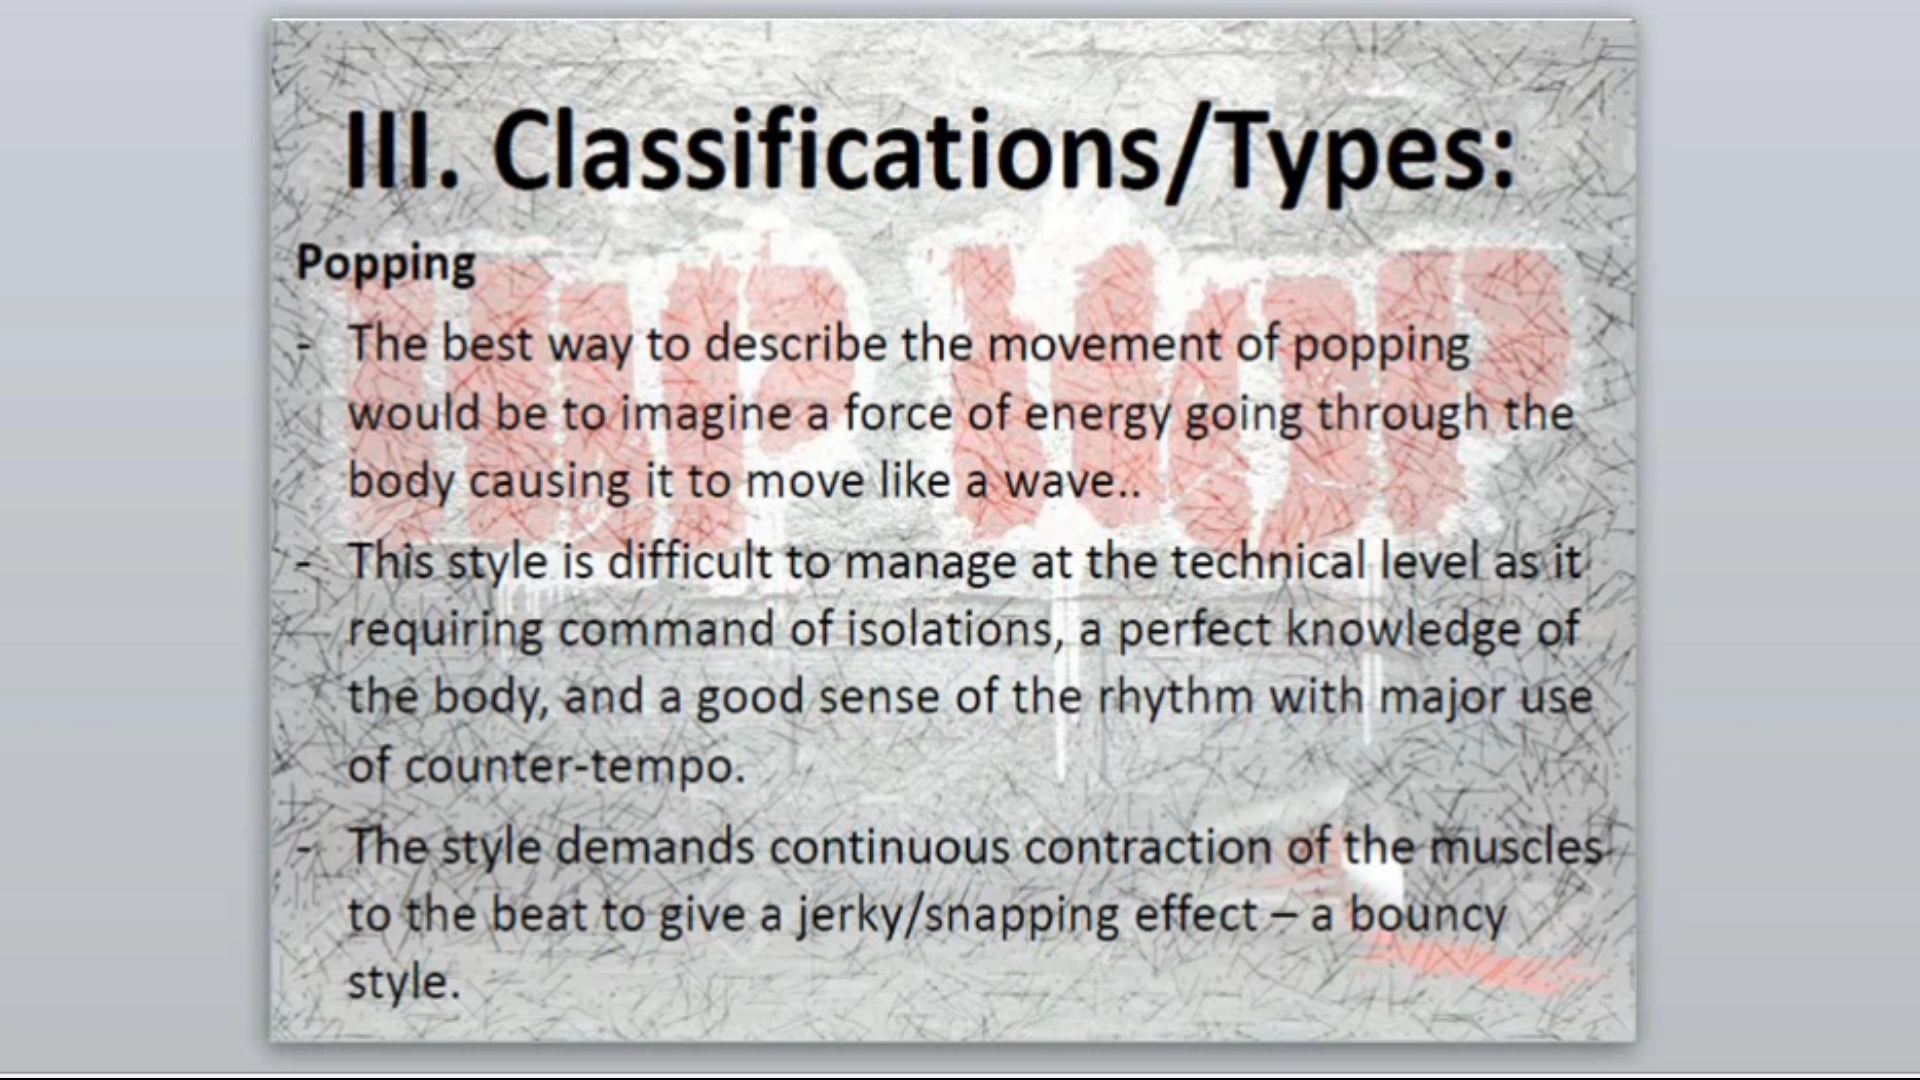 III. Classifications/Types:
Popping
HIP HOP
- The best way to describe the movement of popping
would be to imagine a force of energy going through the
body causing it to move like a wave..
- This style is difficult to manage at the technical level as it
requiring command of isolations, a perfect knowledge of
the body, and a good sense of the rhythm with major use
of counter-tempo.
- The style demands continuous contraction of the muscles
to the beat to give a jerky/snapping effect – a bouncy
style.